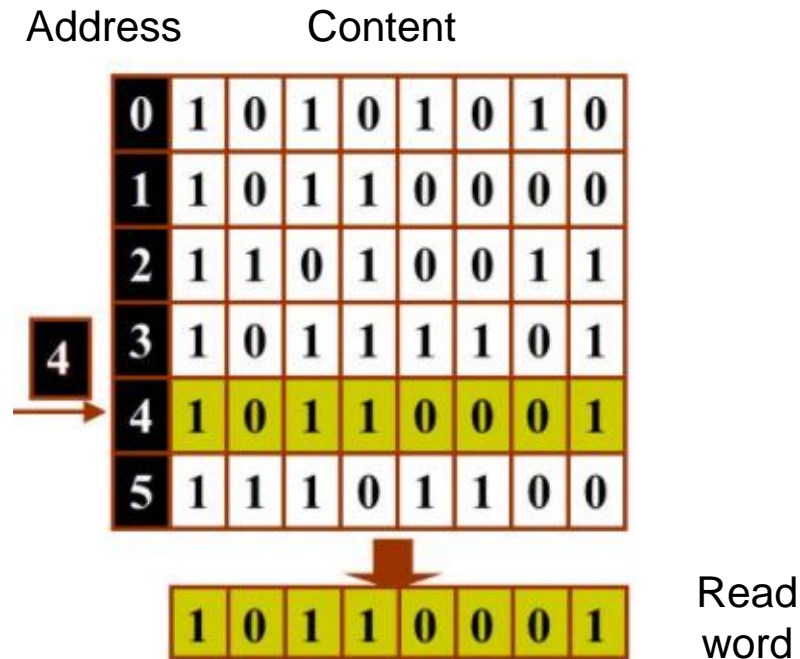 Address Content
0 1 0 1 0 1 0 1 0
1 1 0 1 1 0 0 0 0
2 1 1 0 1 0 0 1 1
3 1 0 1 1 1 1 0 1
4
4 1 0 1 1 0 0 0 1
5 1 1 1 0 1 1 0 0
1 0 1 1 0 0 0 1
Read
word